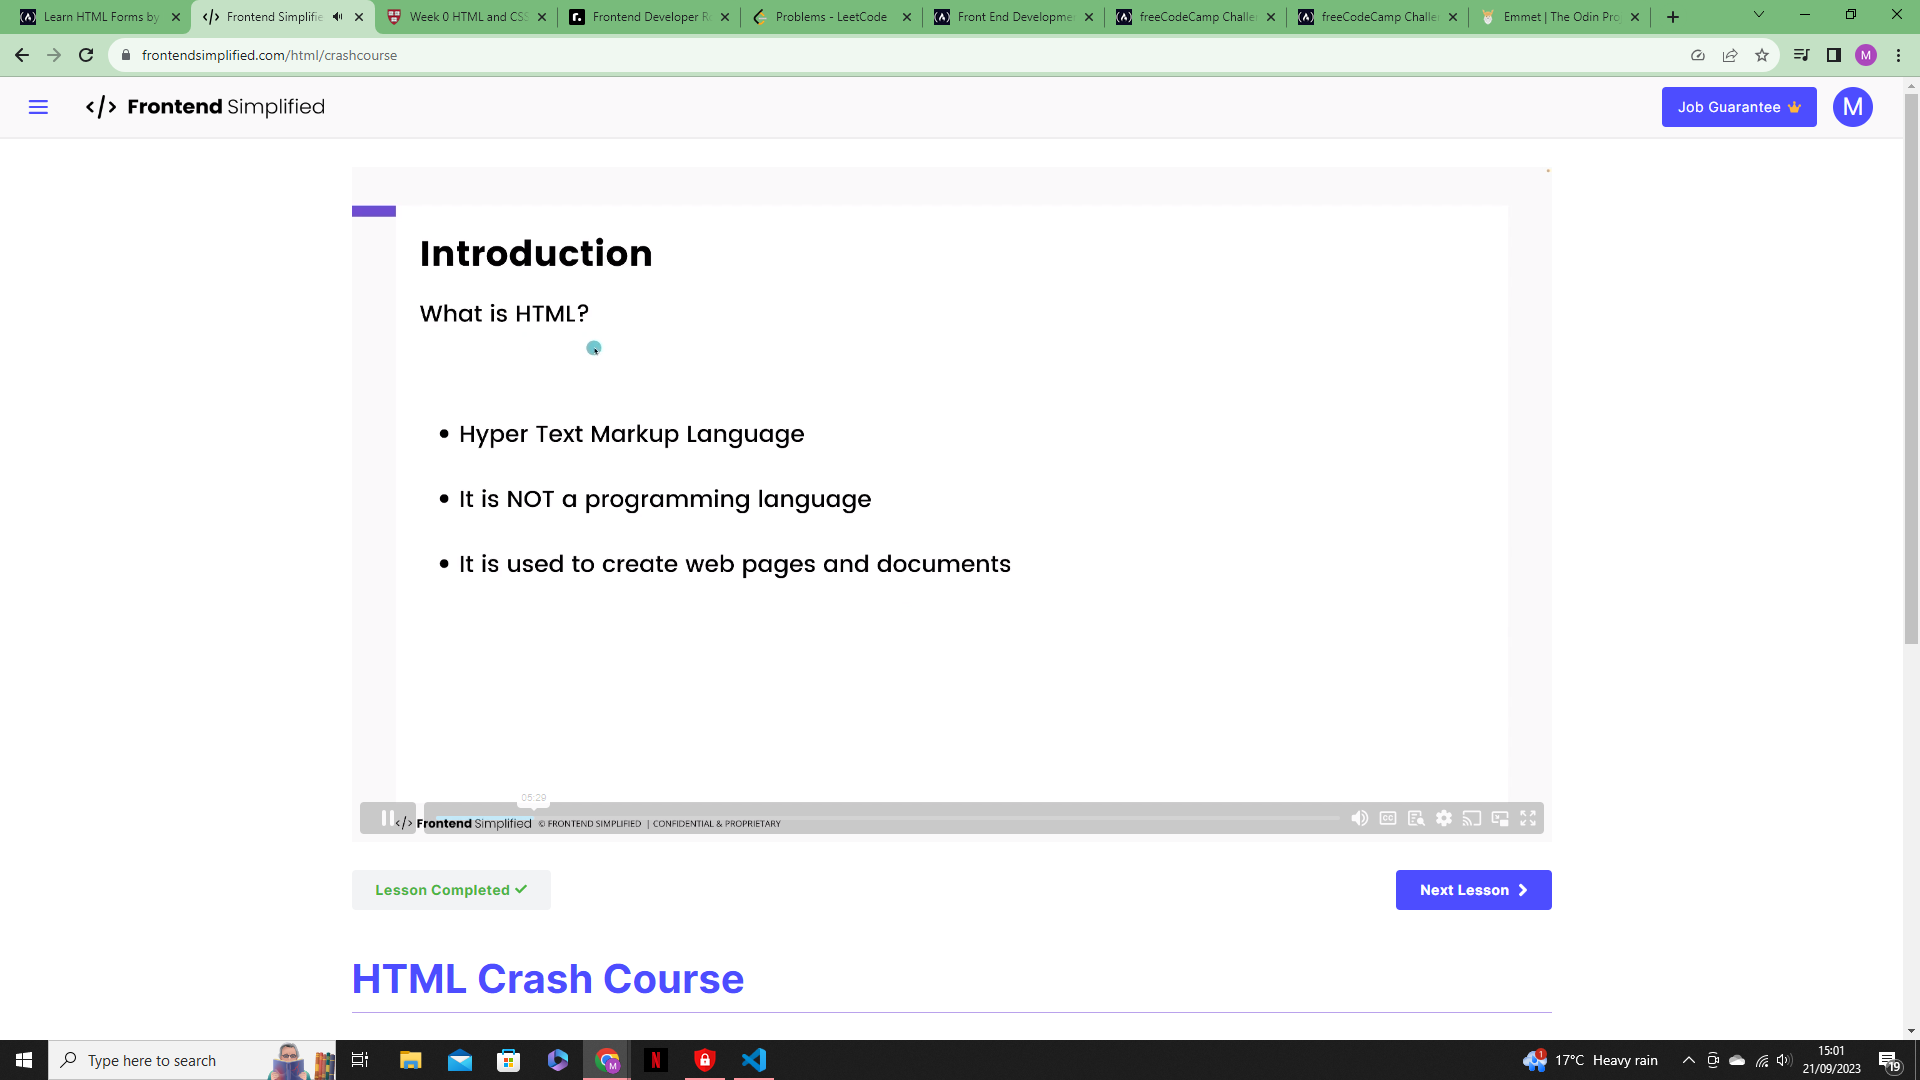 Learn HTML Forms by
Frontend Simplifie
Week 0 HTML and CSS
Frontend Developer R
Problems - LeetCode
Front End Developme
freeCodeCamp Challe
freeCodeCamp Challe
Emmet | The Odin Pro
frontendsimplified.com/html/crashcourse
M
</> Frontend Simplified
Job Guarantee
M
Introduction
What is HTML?
• Hyper Text Markup Language
• It is NOT a programming language
• It is used to create web pages and documents
05:29
</> Frontend Simplified © FRONTEND SIMPLIFIED | CONFIDENTIAL & PROPRIETARY
CC
Lesson Completed
Next Lesson
HTML Crash Course
Type here to search
M
N
1
17°C Heavy rain
15:01
21/09/2023
19